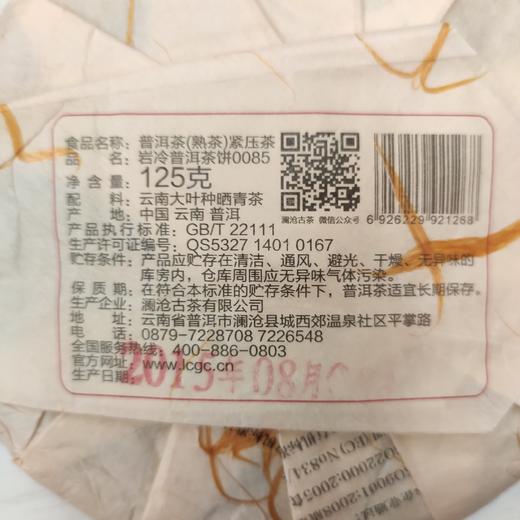 食品名称：普洱茶(熟茶)紧压茶
品 名：岩冷普洱茶饼0085
净 含 量：125克
配 料：云南大叶种晒青茶
产 地：中国 云南 普洱
产品执行标准：GB/T 22111
生产许可证编号：QS5327 1401 0167
贮存条件：产品应贮存在清洁、通风、避光、干燥、无异味的
库房内，仓库周围应无异味气体污染。
保 质 期：在符合本标准的贮存条件下，普洱茶适宜长期保存。
生产企业：澜沧古茶有限公司
地 址：云南省普洱市澜沧县城西郊温泉社区平掌路
电 话：0879-7228708 7226548
全国服务热线：400-886-0803
官方网址：www.lcgc.cn
生产日期：2015年08月
澜沧古茶 微信公众号
6 926229 921268